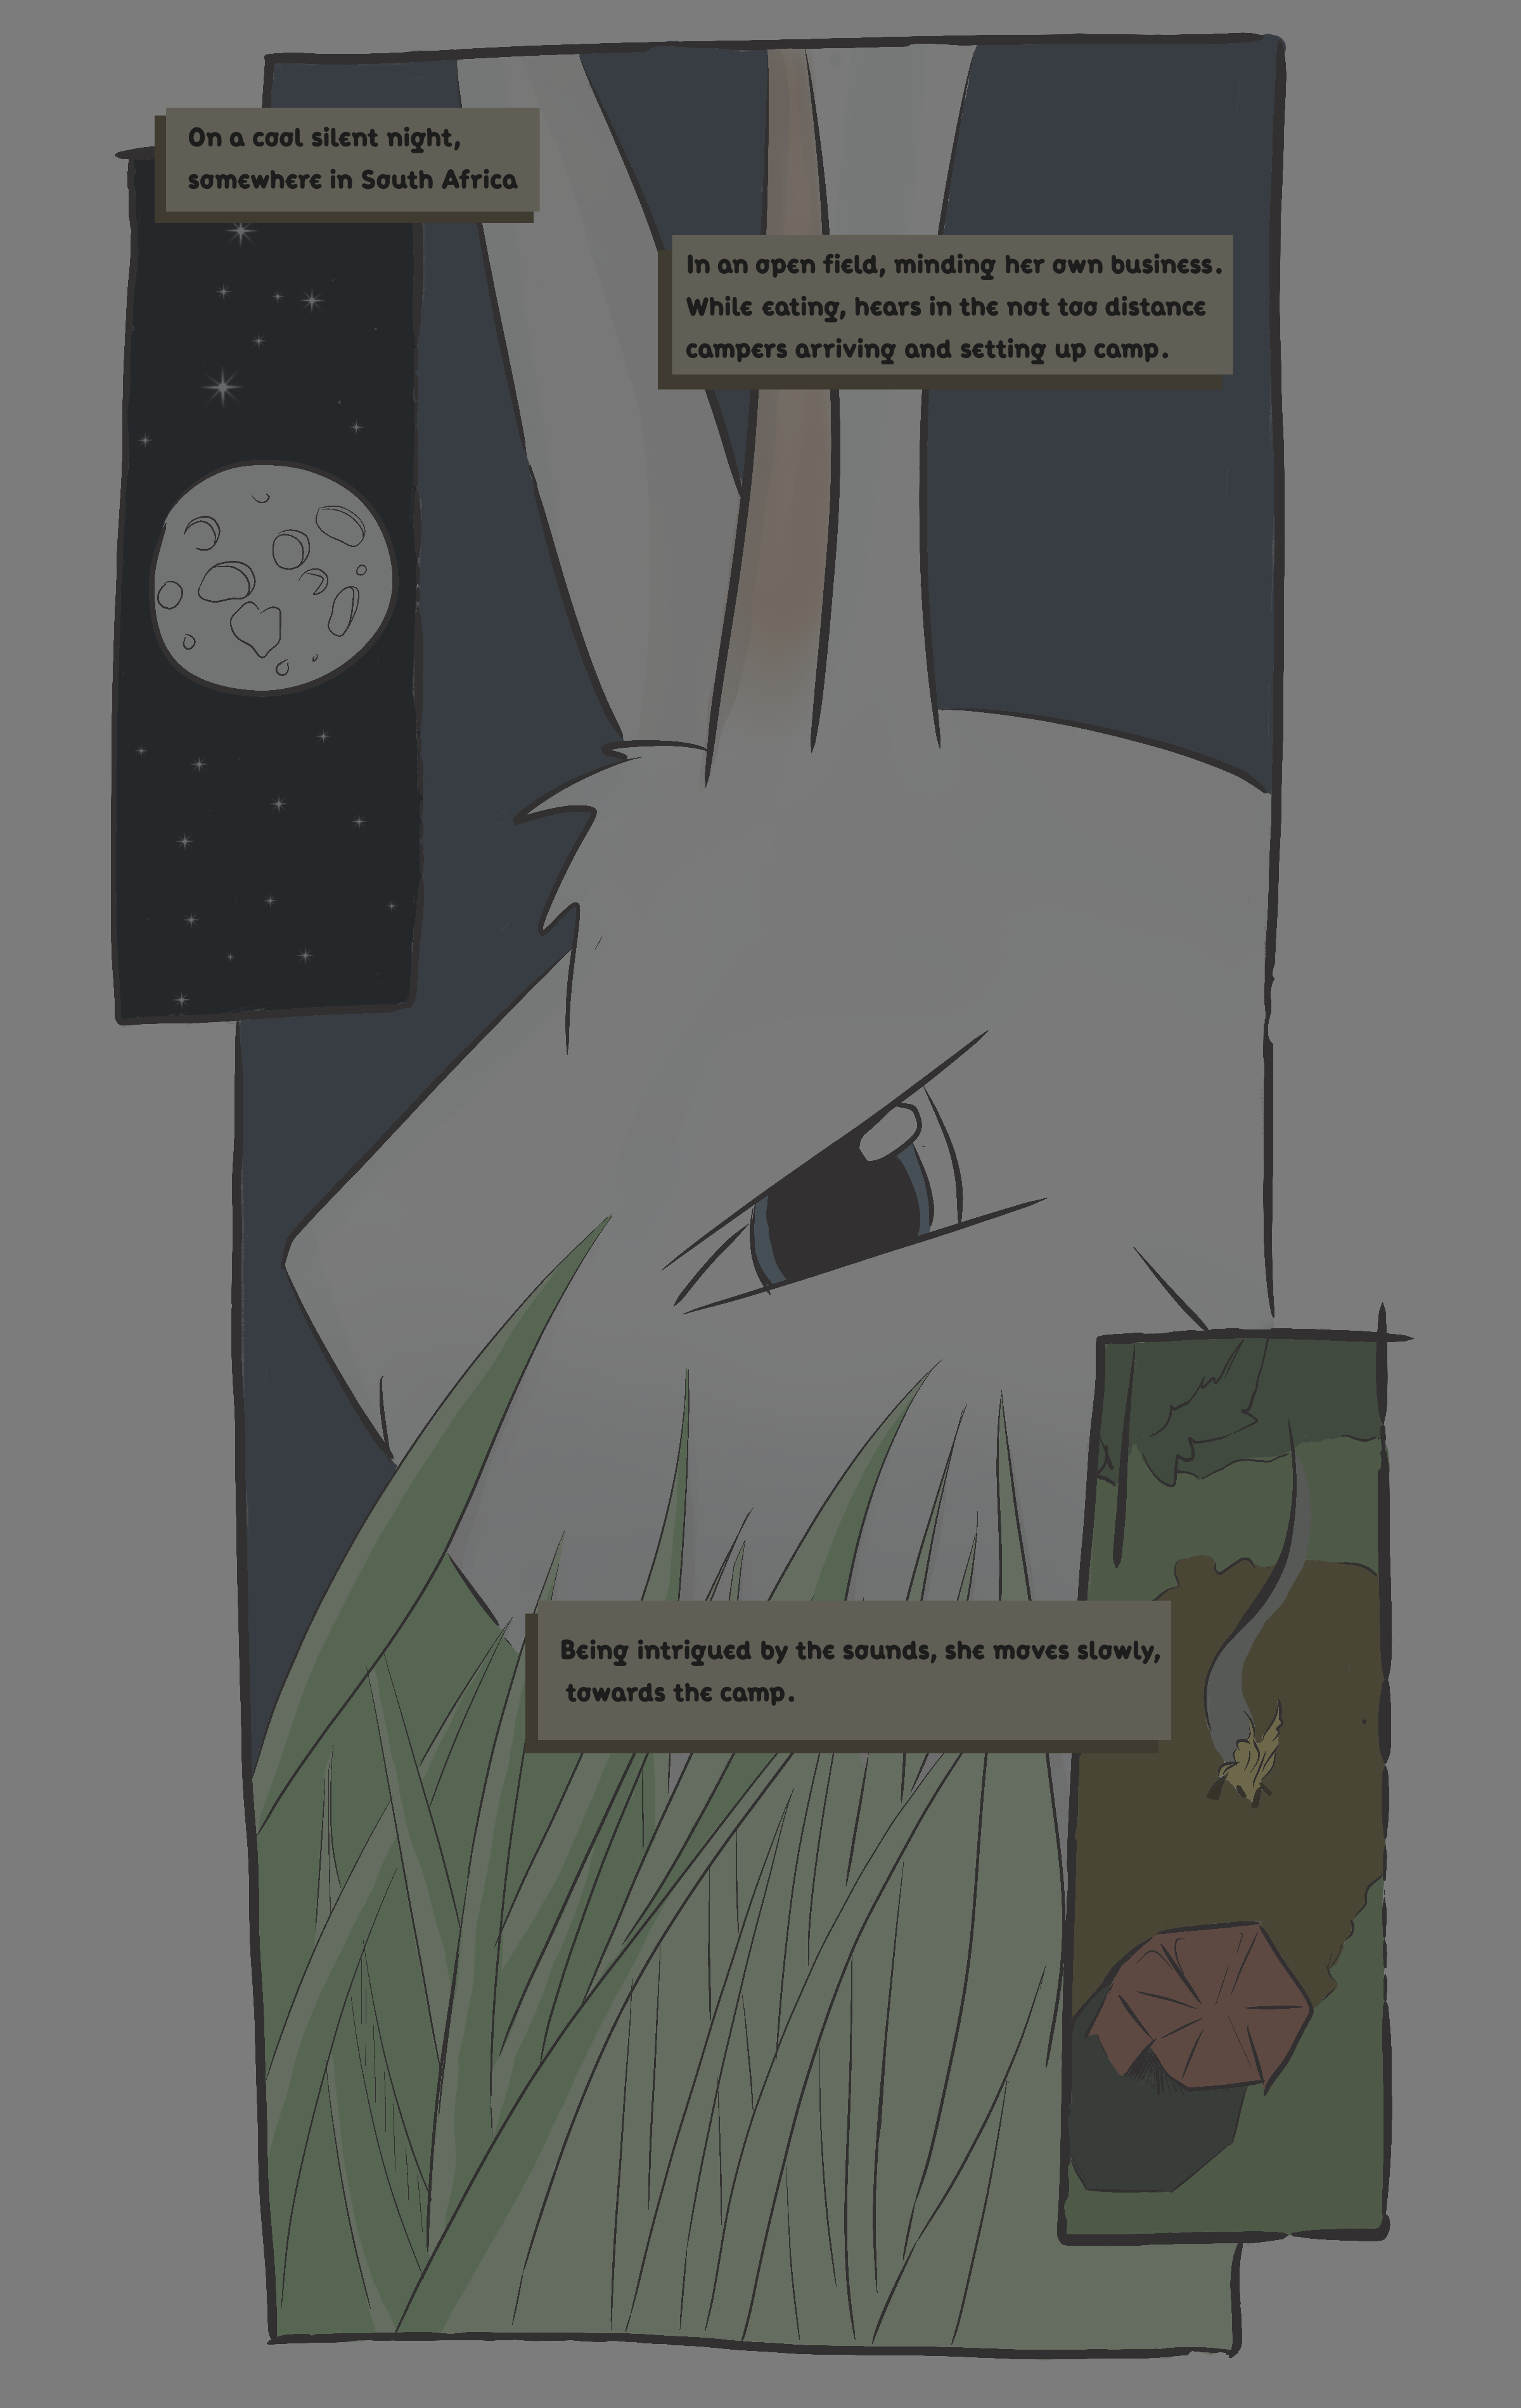 On a cool silent night,
somewhere in South Africa
In an open field, minding her own business.
While eating, hears in the not too distance
campers arriving and setting up camp.
Being intrigued by the sounds, she moves slowly,
towards the camp.